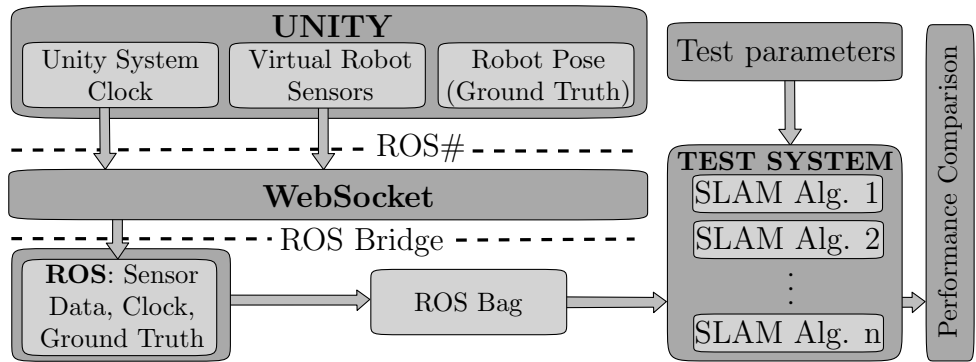 UNITY
Unity System
Clock
Virtual Robot
Sensors
Robot Pose
(Ground Truth)
ROS#
WebSocket
ROS Bridge
ROS: Sensor
Data, Clock,
Ground Truth
ROS Bag
Test parameters
TEST SYSTEM
SLAM Alg. 1
SLAM Alg. 2
⋮
SLAM Alg. n
Performance Comparison